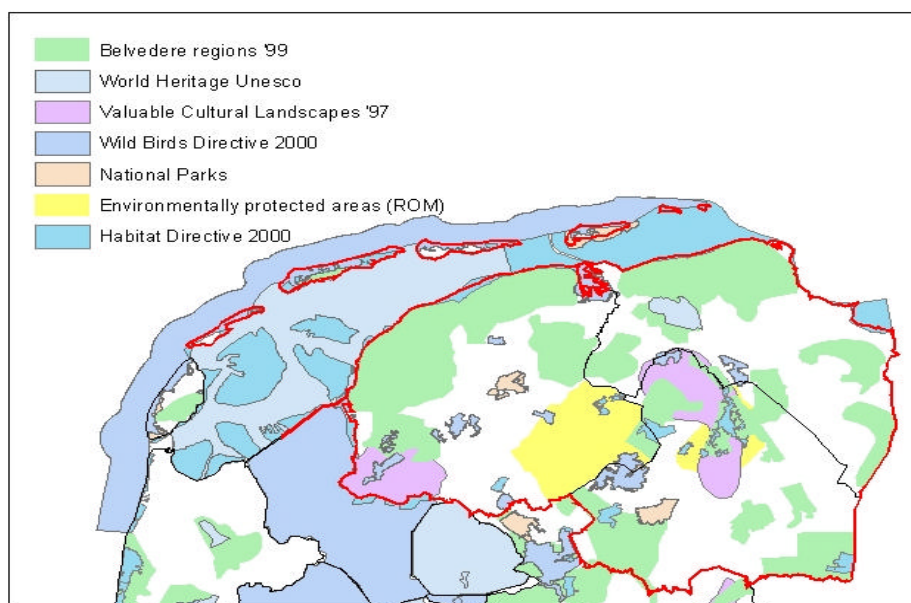 Belvedere regions '99
World Heritage Unesco
Valuable Cultural Landscapes '97
Wild Birds Directive 2000
National Parks
Environmentally protected areas (ROM)
Habitat Directive 2000